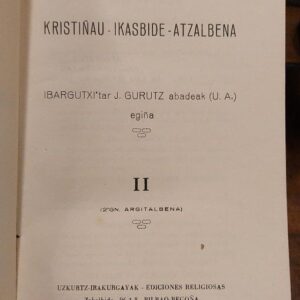 KRISTIÑAU - IKASBIDE - ATZALBENA
IBARGUTXI'tar J. GURUTZ abadeak (U. A.)
egiña
II
(2'GN. ARGITALBENA)
UZKURTZ-IRAKURGAYAK - EDICIONES RELIGIOSAS
BILBAO-BEGOÑA